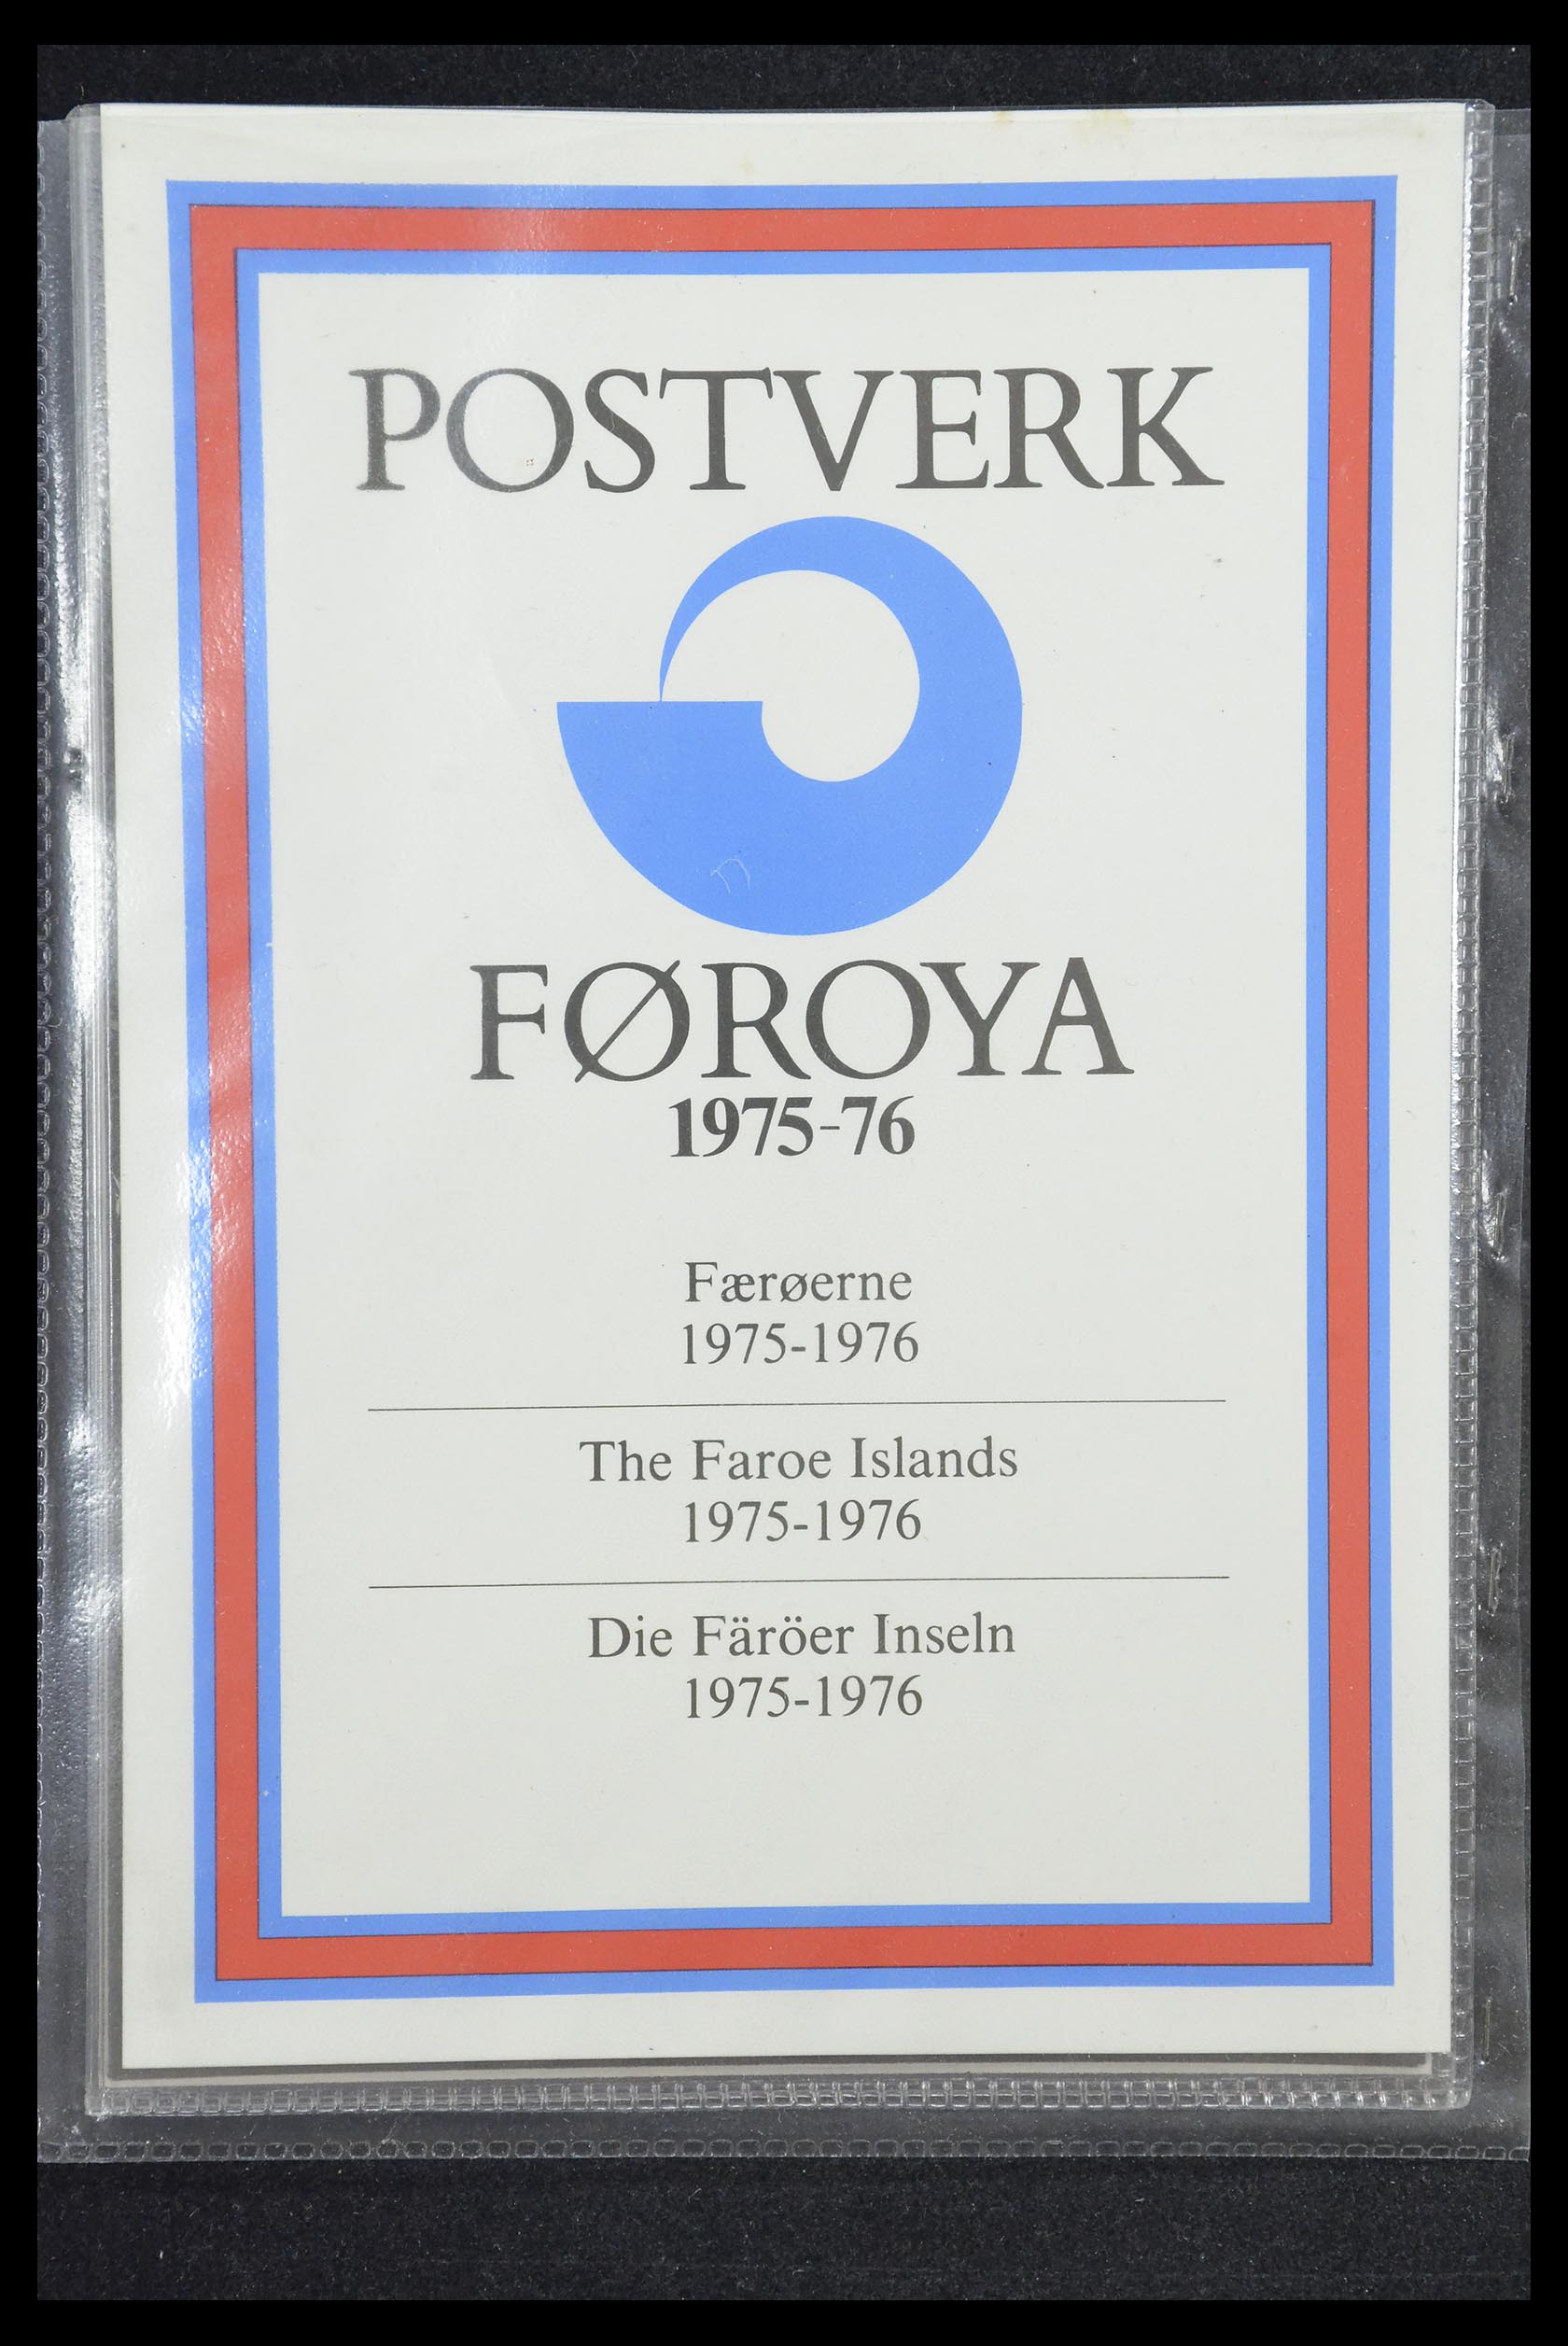 POSTVERK
FØROYA
1975-76
Færøerne
1975-1976
The Faroe Islands
1975-1976
Die Färöer Inseln
1975-1976